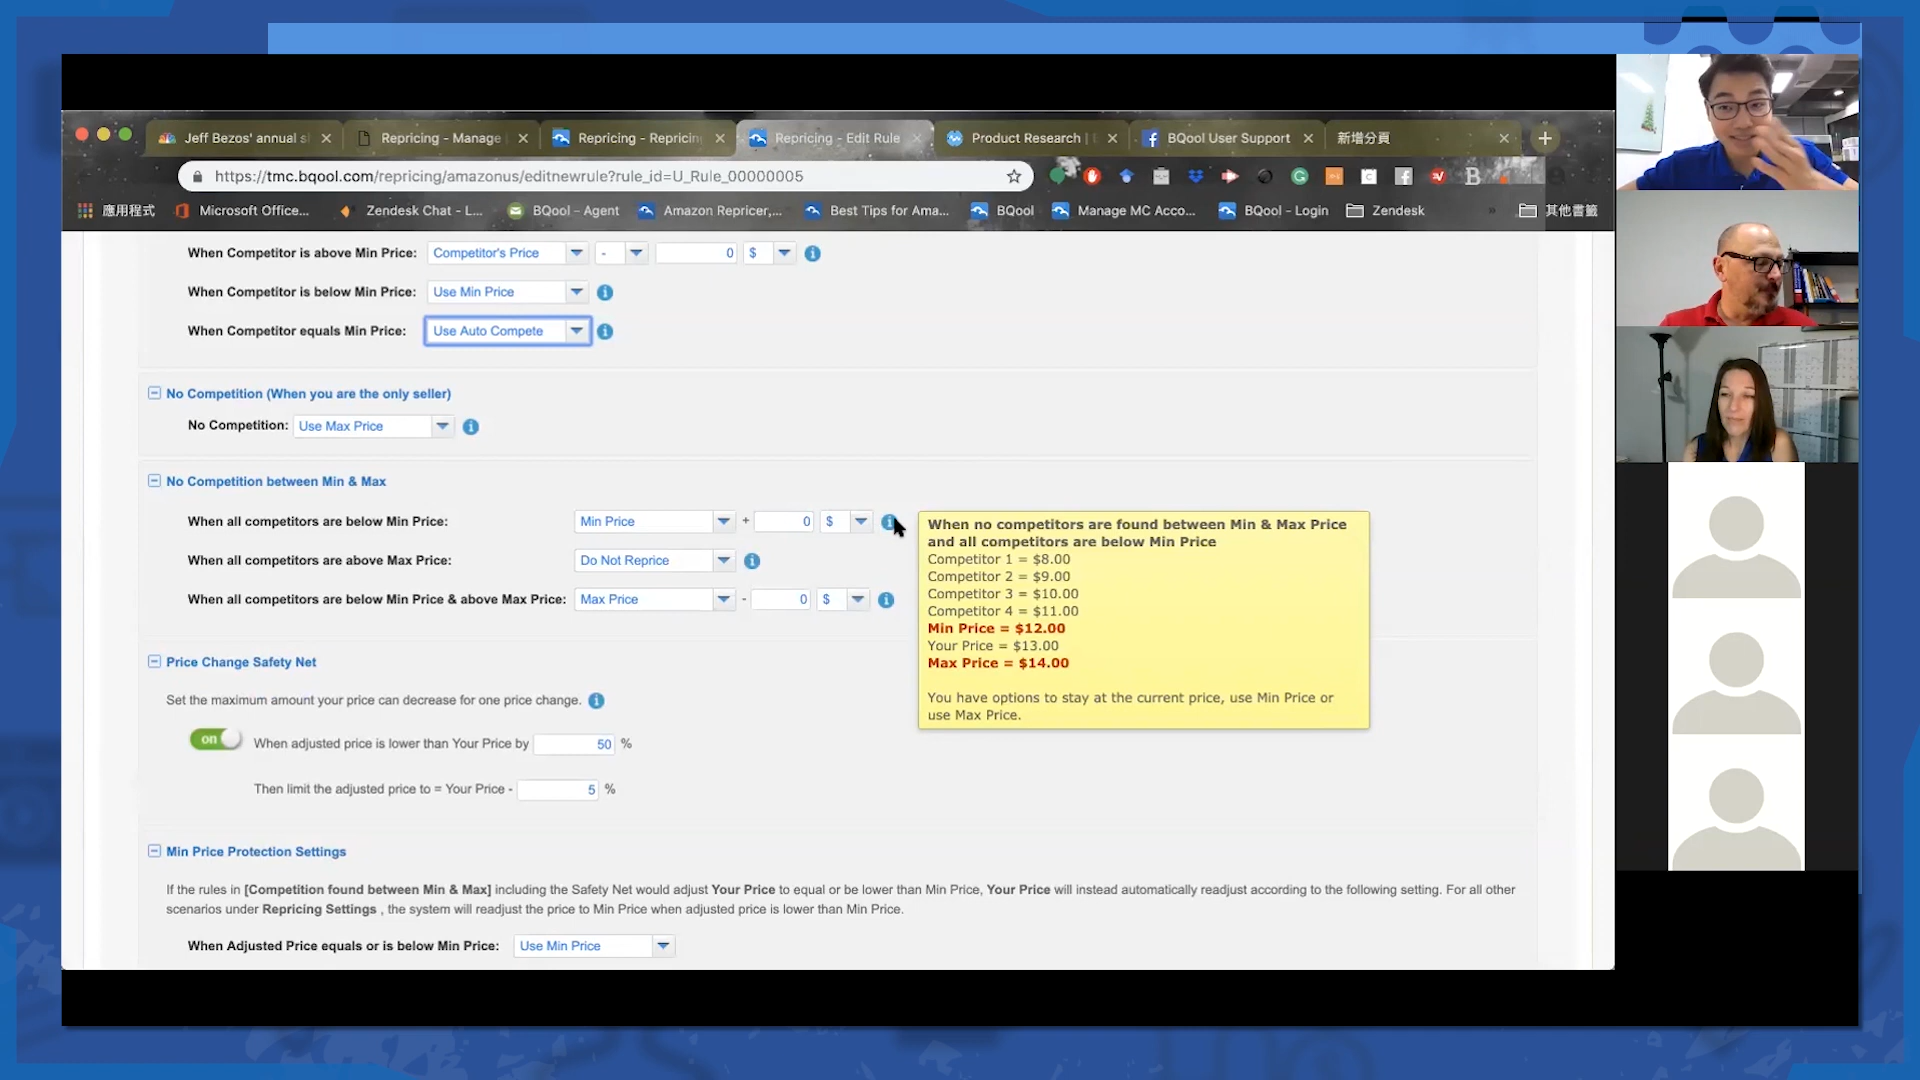 Jeff Bezos' annual s
Repricing - Manage
Repricing - Repricing
Repricing - Edit Rule
Product Research |
BQool User Support
新增分頁
https://tmc.bqool.com/repricing/amazonus/editnewrule?rule_id=U_Rule_00000005
應用程式
Microsoft Office...
Zendesk Chat - L...
BQool - Agent
Amazon Repricer,...
Best Tips for Ama...
BQool
Manage MC Acco...
BQool - Login
Zendesk
»
其他書籤
When Competitor is above Min Price: Competitor's Price - 0 $
When Competitor is below Min Price: Use Min Price
When Competitor equals Min Price: Use Auto Compete
No Competition (When you are the only seller)
No Competition: Use Max Price
No Competition between Min & Max
When all competitors are below Min Price: Min Price + 0 $
When all competitors are above Max Price: Do Not Reprice
When all competitors are below Min Price & above Max Price: Max Price - 0 $
When no competitors are found between Min & Max Price
and all competitors are below Min Price
Competitor 1 = $8.00
Competitor 2 = $9.00
Competitor 3 = $10.00
Competitor 4 = $11.00
Min Price = $12.00
Your Price = $13.00
Max Price = $14.00
You have options to stay at the current price, use Min Price or
use Max Price.
Price Change Safety Net
Set the maximum amount your price can decrease for one price change.
on
When adjusted price is lower than Your Price by 50 %
Then limit the adjusted price to = Your Price - 5 %
Min Price Protection Settings
If the rules in [Competition found between Min & Max] including the Safety Net would adjust Your Price to equal or be lower than Min Price, Your Price will instead automatically readjust according to the following setting. For all other
scenarios under Repricing Settings , the system will readjust the price to Min Price when adjusted price is lower than Min Price.
When Adjusted Price equals or is below Min Price: Use Min Price